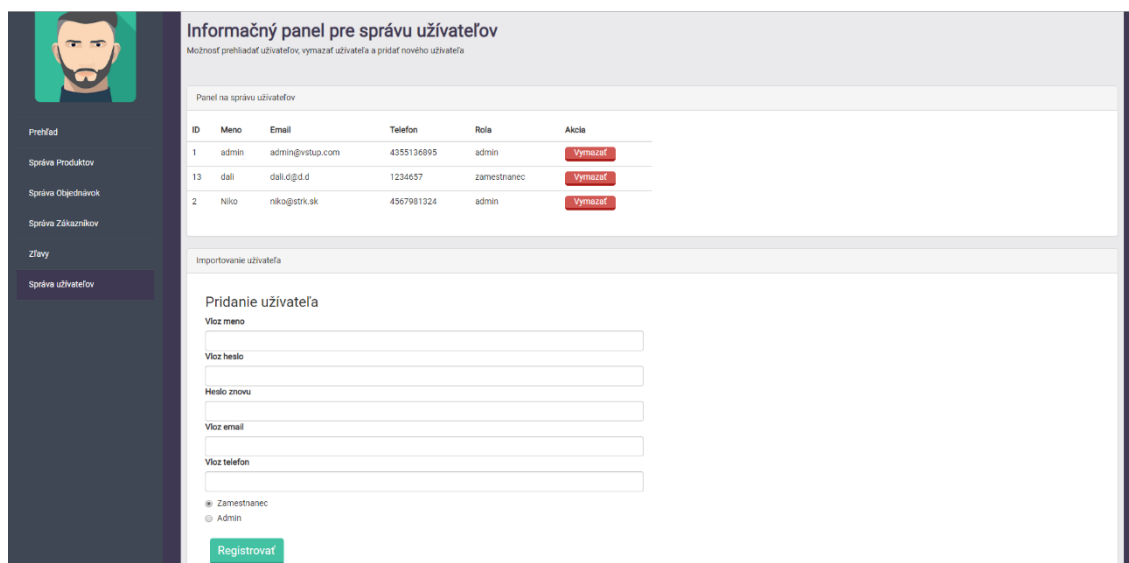 Informačný panel pre správu užívateľov
Možnosť prehliadať užívateľov, vymazať užívateľa a pridať nového užívateľa
Prehľad
Správa Produktov
Správa Objednávok
Správa Zákazníkov
Zľavy
Správa užívateľov
Panel na správu užívateľov
ID Meno Email Telefon Rola Akcia
1 admin admin@vstup.com 4355136895 admin Vymazať
13 dali dali.d@d.d 1234657 zamestnanec Vymazať
2 Niko niko@strk.sk 4567981324 admin Vymazať
Importovanie užívateľa
Pridanie užívateľa
Vloz meno
Vloz heslo
Heslo znovu
Vloz email
Vloz telefon
Zamestnanec
Admin
Registrovať